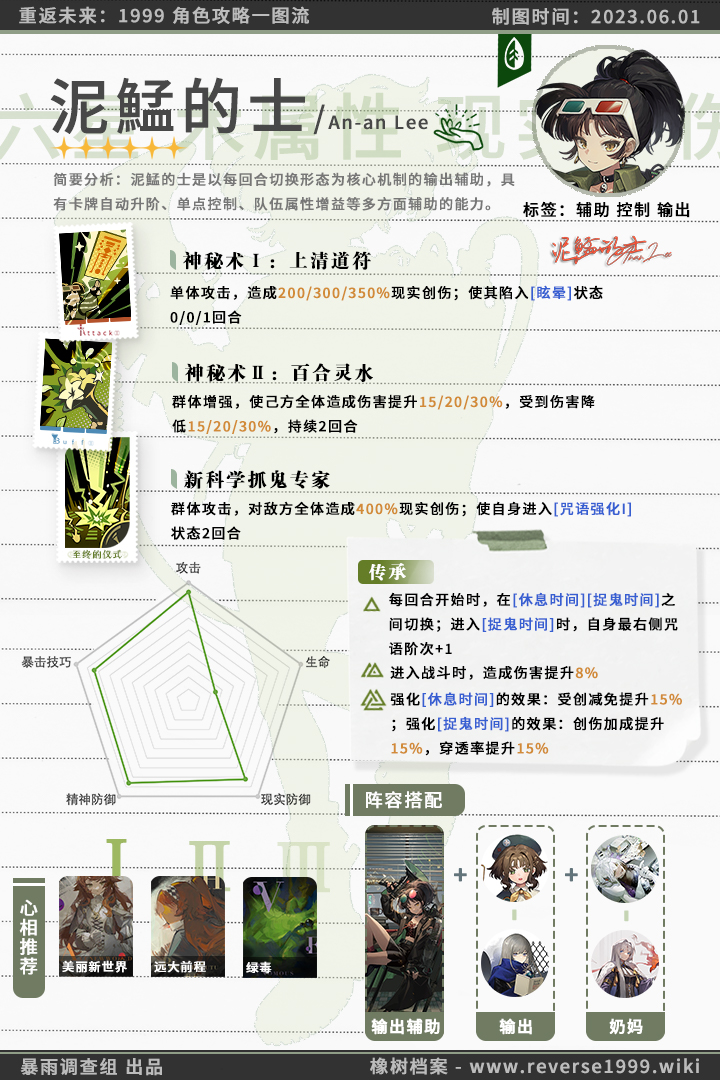 重返未来：1999 角色攻略一图流
制图时间：2023.06.01
泥鯭的士/An-an Lee
简要分析：泥鯭的士是以每回合切换形态为核心机制的输出辅助，具
有卡牌自动升阶、单点控制、队伍属性增益等多方面辅助的能力。
标签：辅助 控制 输出
神秘术Ⅰ：上清道符
单体攻击，造成200/300/350%现实创伤；使其陷入[眩晕]状态
0/0/1回合
Attack
神秘术Ⅱ：百合灵水
群体增强，使己方全体造成伤害提升15/20/30%，受到伤害降
低15/20/30%，持续2回合
Buff
新科学抓鬼专家
群体攻击，对敌方全体造成400%现实创伤；使自身进入[咒语强化Ⅰ]
状态2回合
至终的仪式
攻击
生命
现实防御
精神防御
暴击技巧
传承
每回合开始时，在[休息时间][捉鬼时间]之
间切换；进入[捉鬼时间]时，自身最右侧咒
语阶次+1
进入战斗时，造成伤害提升8%
强化[休息时间]的效果：受创减免提升15%
；强化[捉鬼时间]的效果：创伤加成提升
15%，穿透率提升15%
阵容搭配
输出辅助
+
输出
+
奶妈
心相推荐
Ⅰ
Ⅱ
Ⅲ
美丽新世界
远大前程
绿毒
暴雨调查组 出品
橡树档案 - www.reverse1999.wiki